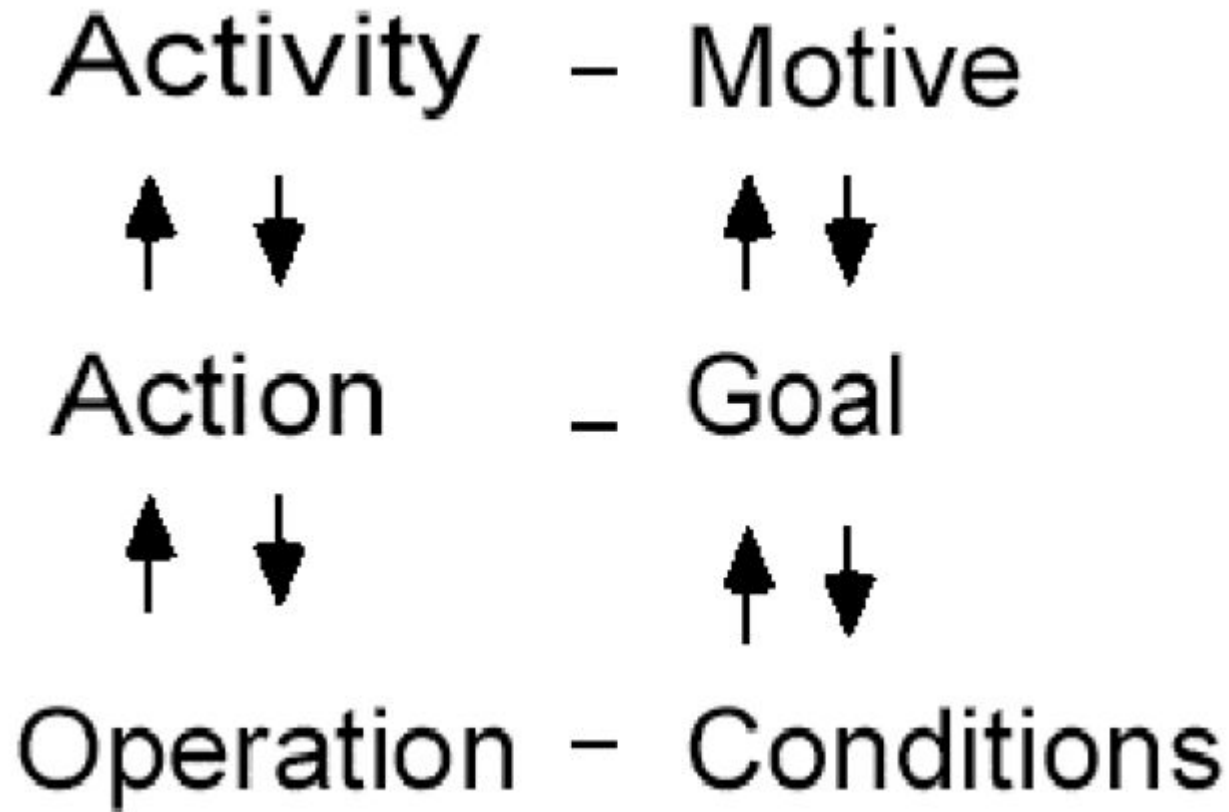 Activity – Motive
Action – Goal
Operation – Conditions